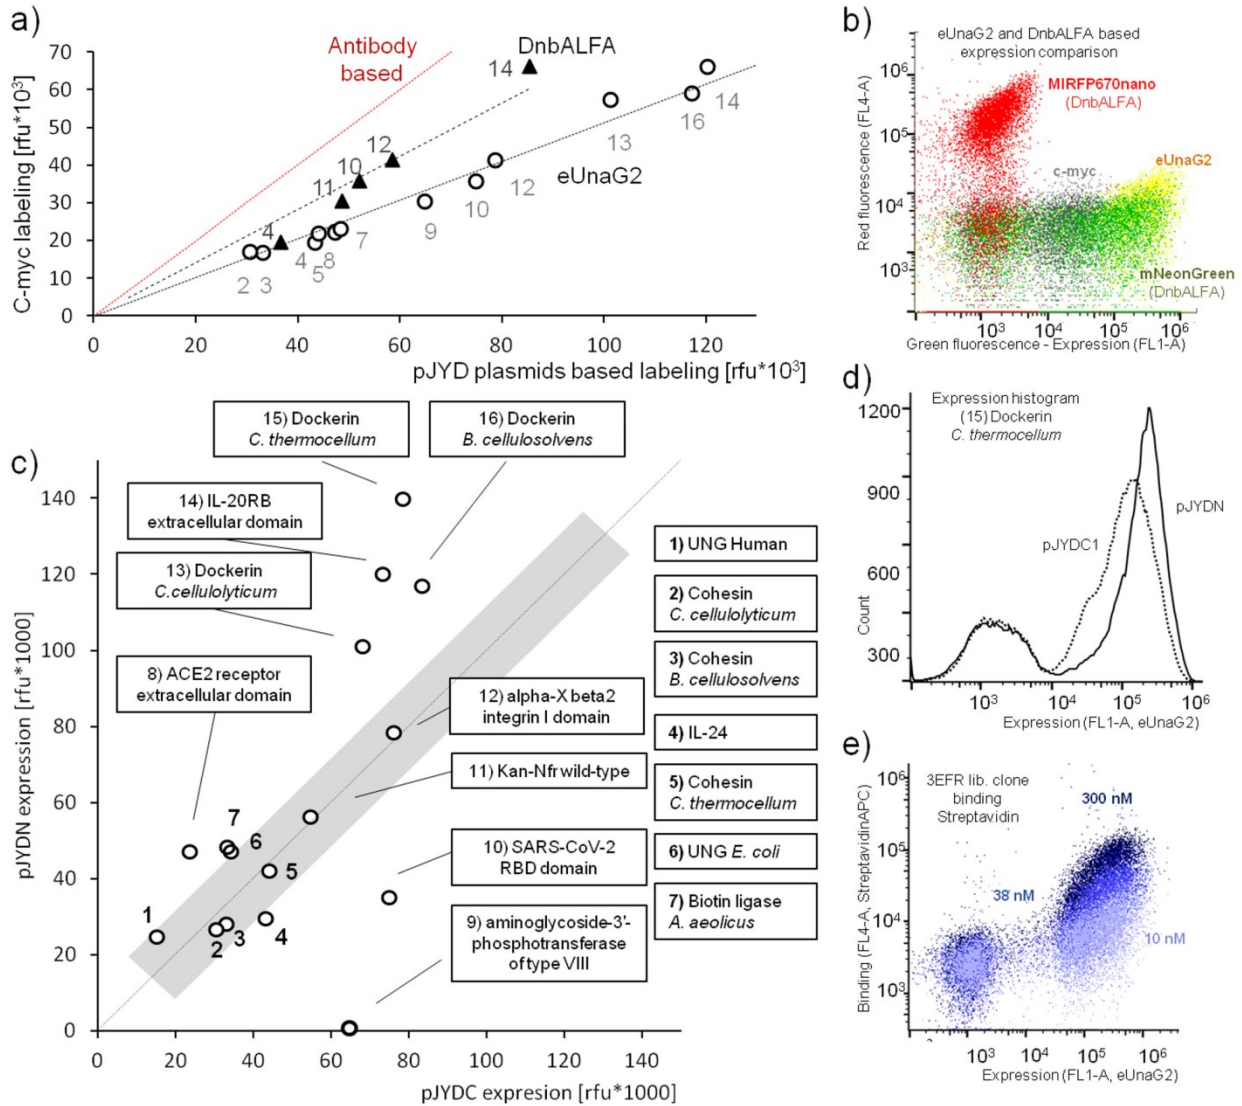 a)
Antibody
based
DnbALFA
eUnaG2
70
60
50
40
30
20
10
0
C-myc labeling [rfu*10³]
0
20
40
60
80
100
120
pJYD plasmids based labeling [rfu*10³]
14
12
10
11
4
2
3
4
5
8
7
9
10
12
13
16
14
b)
eUnaG2 and DnbALFA based
expression comparison
MIRFP670nano
(DnbALFA)
c-myc
eUnaG2
mNeonGreen
(DnbALFA)
10⁶
10⁵
10⁴
10³
Red fluorescence (FL4-A)
10³
10⁴
10⁵
10⁶
Green fluorescence - Expression (FL1-A)
c)
15) Dockerin
C. thermocellum
16) Dockerin
B. cellulosolvens
14) IL-20RB
extracellular domain
13) Dockerin
C.cellulolyticum
8) ACE2 receptor
extracellular domain
12) alpha-X beta2
integrin I domain
11) Kan-Nfr wild-type
10) SARS-CoV-2
RBD domain
9) aminoglycoside-3'-
phosphotransferase
of type VIII
1) UNG Human
2) Cohesin
C. cellulolyticum
3) Cohesin
B. cellulosolvens
4) IL-24
5) Cohesin
C. thermocellum
6) UNG E. coli
7) Biotin ligase
A. aeolicus
1
2
3
4
5
6
7
140
120
100
80
60
40
20
0
pJYDN expression [rfu*1000]
0
20
40
60
80
100
120
140
pJYDC expresion [rfu*1000]
d)
Expression histogram
(15) Dockerin
C. thermocellum
pJYDN
pJYDC1
1200
900
600
300
Count
10³
10⁴
10⁵
10⁶
Expression (FL1-A, eUnaG2)
e)
3EFR lib. clone
binding
Streptavidin
300 nM
38 nM
10 nM
10⁶
10⁵
10⁴
10³
Binding (FL4-A, StreptavidinAPC)
10³
10⁴
10⁵
10⁶
Expression (FL1-A, eUnaG2)